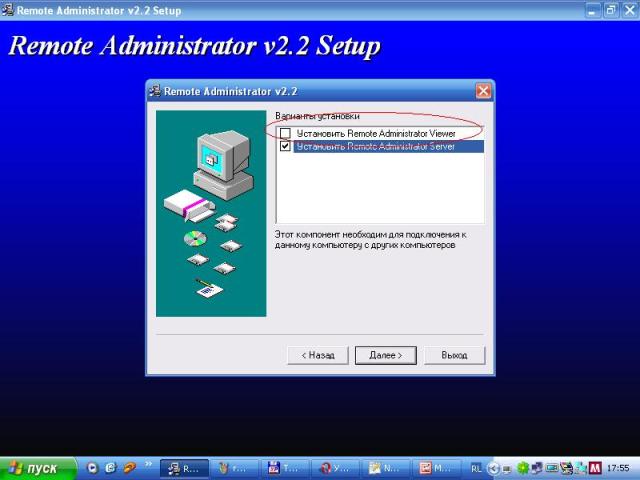 Remote Administrator v2.2 Setup
Remote Administrator v2.2 Setup
Remote Administrator v2.2
Варианты установки
Установить Remote Administrator Viewer
Установить Remote Administrator Server
Этот компонент необходим для подключения к
данному компьютеру с других компьютеров
< Назад
Далее >
Выход
пуск
R...
r...
T...
У...
N...
M...
RL
17:55